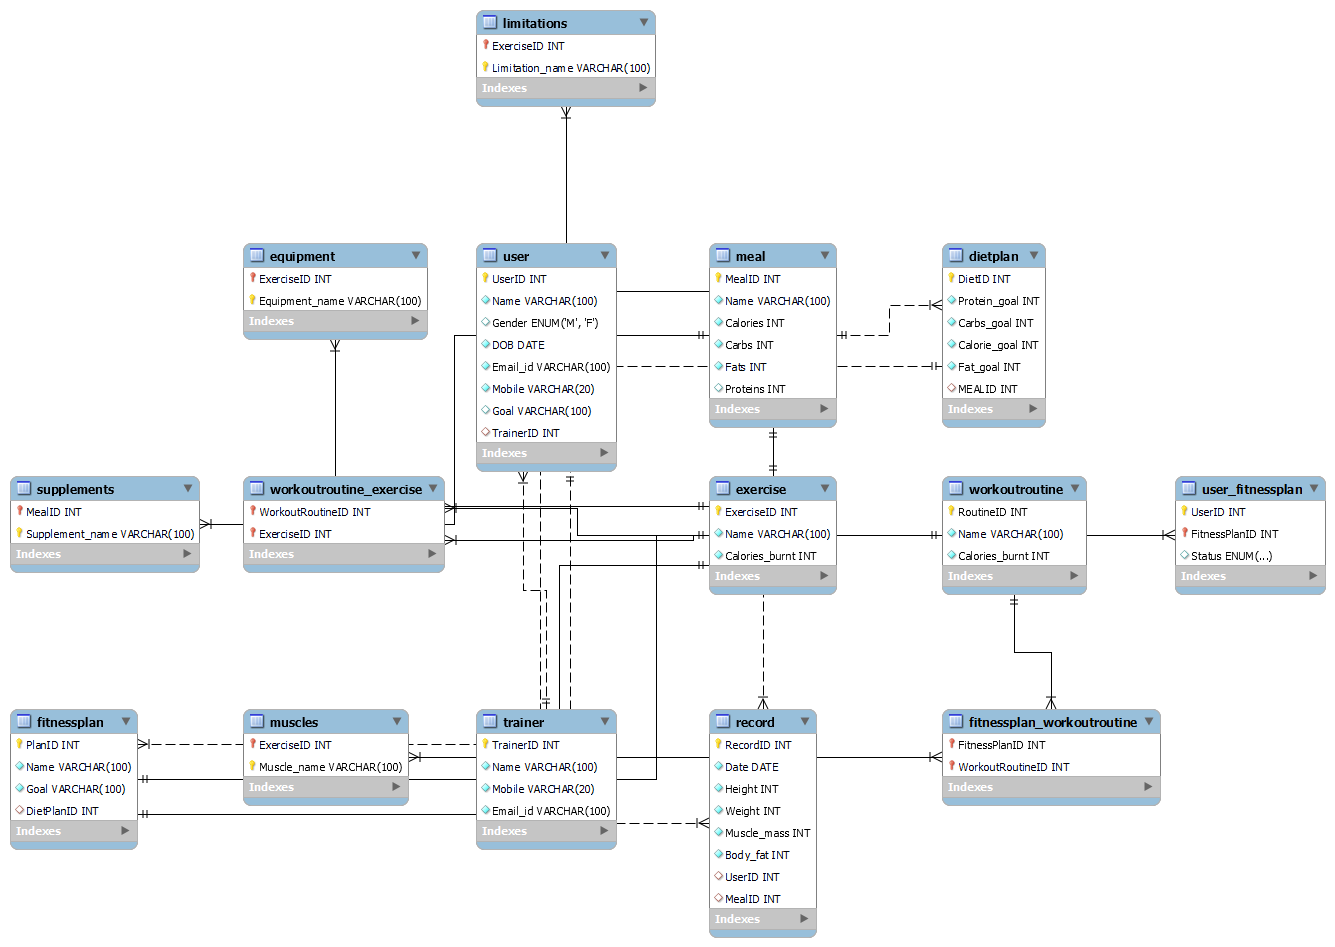 limitations
ExerciseID INT
Limitation_name VARCHAR(100)
Indexes
equipment
ExerciseID INT
Equipment_name VARCHAR(100)
Indexes
user
UserID INT
Name VARCHAR(100)
Gender ENUM('M', 'F')
DOB DATE
Email_id VARCHAR(100)
Mobile VARCHAR(20)
Goal VARCHAR(100)
TrainerID INT
Indexes
meal
MealID INT
Name VARCHAR(100)
Calories INT
Carbs INT
Fats INT
Proteins INT
Indexes
dietplan
DietID INT
Protein_goal INT
Carbs_goal INT
Calorie_goal INT
Fat_goal INT
MEALID INT
Indexes
supplements
MealID INT
Supplement_name VARCHAR(100)
Indexes
workoutroutine_exercise
WorkoutRoutineID INT
ExerciseID INT
Indexes
exercise
ExerciseID INT
Name VARCHAR(100)
Calories_burnt INT
Indexes
workoutroutine
RoutineID INT
Name VARCHAR(100)
Calories_burnt INT
Indexes
user_fitnessplan
UserID INT
FitnessPlanID INT
Status ENUM(...)
Indexes
fitnessplan
PlanID INT
Name VARCHAR(100)
Goal VARCHAR(100)
DietPlanID INT
Indexes
muscles
ExerciseID INT
Muscle_name VARCHAR(100)
Indexes
trainer
TrainerID INT
Name VARCHAR(100)
Mobile VARCHAR(20)
Email_id VARCHAR(100)
Indexes
record
RecordID INT
Date DATE
Height INT
Weight INT
Muscle_mass INT
Body_fat INT
UserID INT
MealID INT
Indexes
fitnessplan_workoutroutine
FitnessPlanID INT
WorkoutRoutineID INT
Indexes